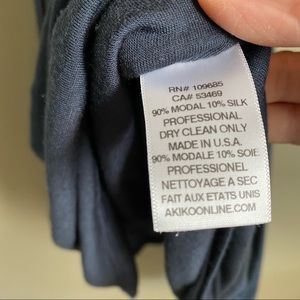 RN# 109685
CA# 53469
90% MODAL 10% SILK
PROFESSIONAL
DRY CLEAN ONLY
MADE IN U.S.A.
90% MODALE 10% SOIE
PROFESSIONEL
NETTOYAGE A SEC
FAIT AUX ETATS UNIS
AKIKOONLINE.COM